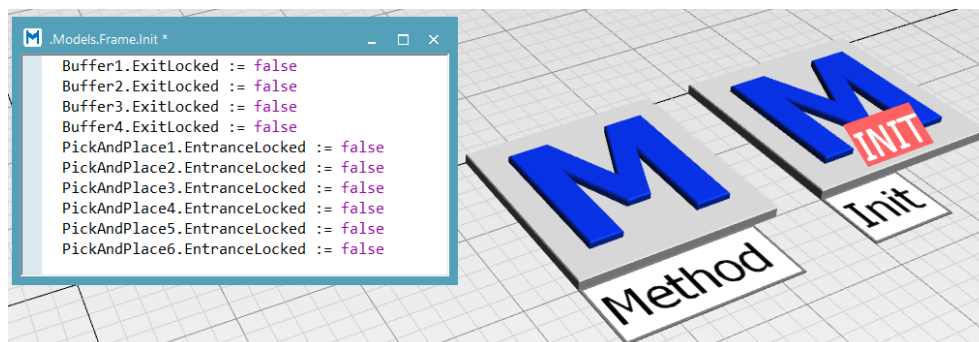 M .Models.Frame.Init *
Buffer1.ExitLocked := false
Buffer2.ExitLocked := false
Buffer3.ExitLocked := false
Buffer4.ExitLocked := false
PickAndPlace1.EntranceLocked := false
PickAndPlace2.EntranceLocked := false
PickAndPlace3.EntranceLocked := false
PickAndPlace4.EntranceLocked := false
PickAndPlace5.EntranceLocked := false
PickAndPlace6.EntranceLocked := false
M
Method
M
INIT
Init